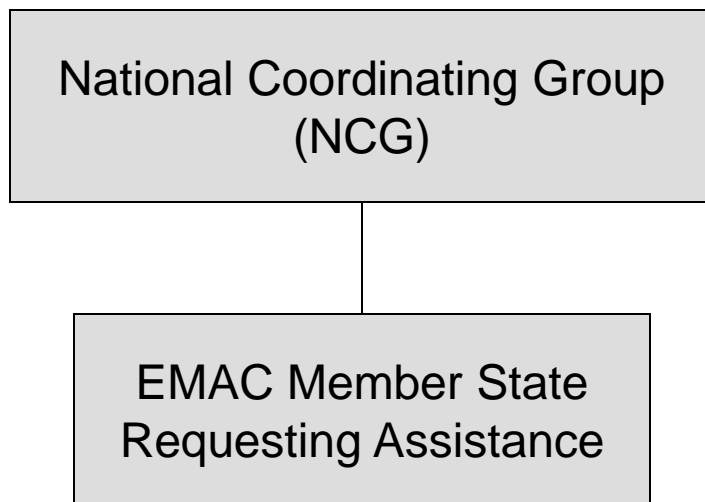 National Coordinating Group
(NCG)
EMAC Member State
Requesting Assistance